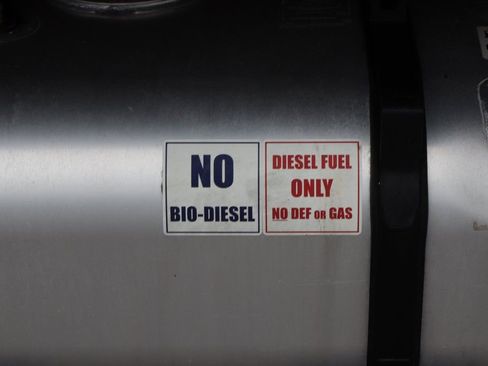 NO
BIO-DIESEL
DIESEL FUEL
ONLY
NO DEF OR GAS